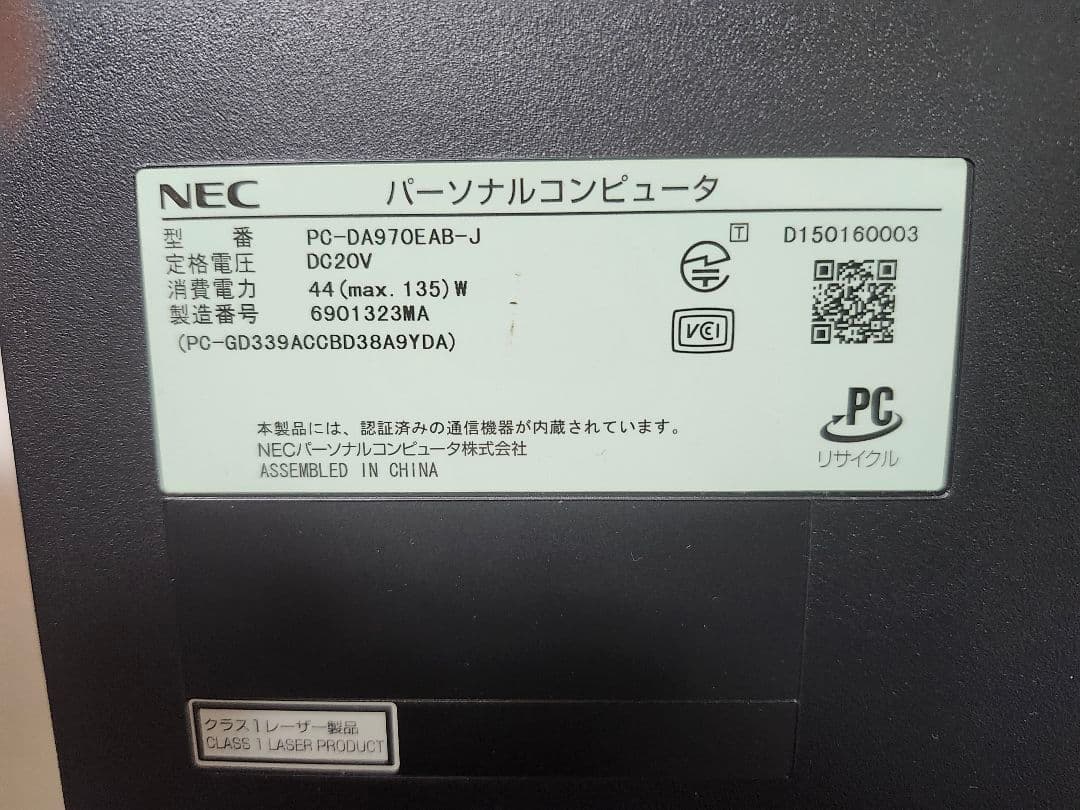 NEC パーソナルコンピュータ
型番 PC-DA970EAB-J
定格電圧 DC20V
消費電力 44(max. 135)W
製造番号 6901323MA
(PC-GD339ACCBD38A9YDA)
T D150160003
VCI
PC
リサイクル
本製品には、認証済みの通信機器が内蔵されています。
NECパーソナルコンピュータ株式会社
ASSEMBLED IN CHINA
クラス1レーザー製品
CLASS 1 LASER PRODUCT